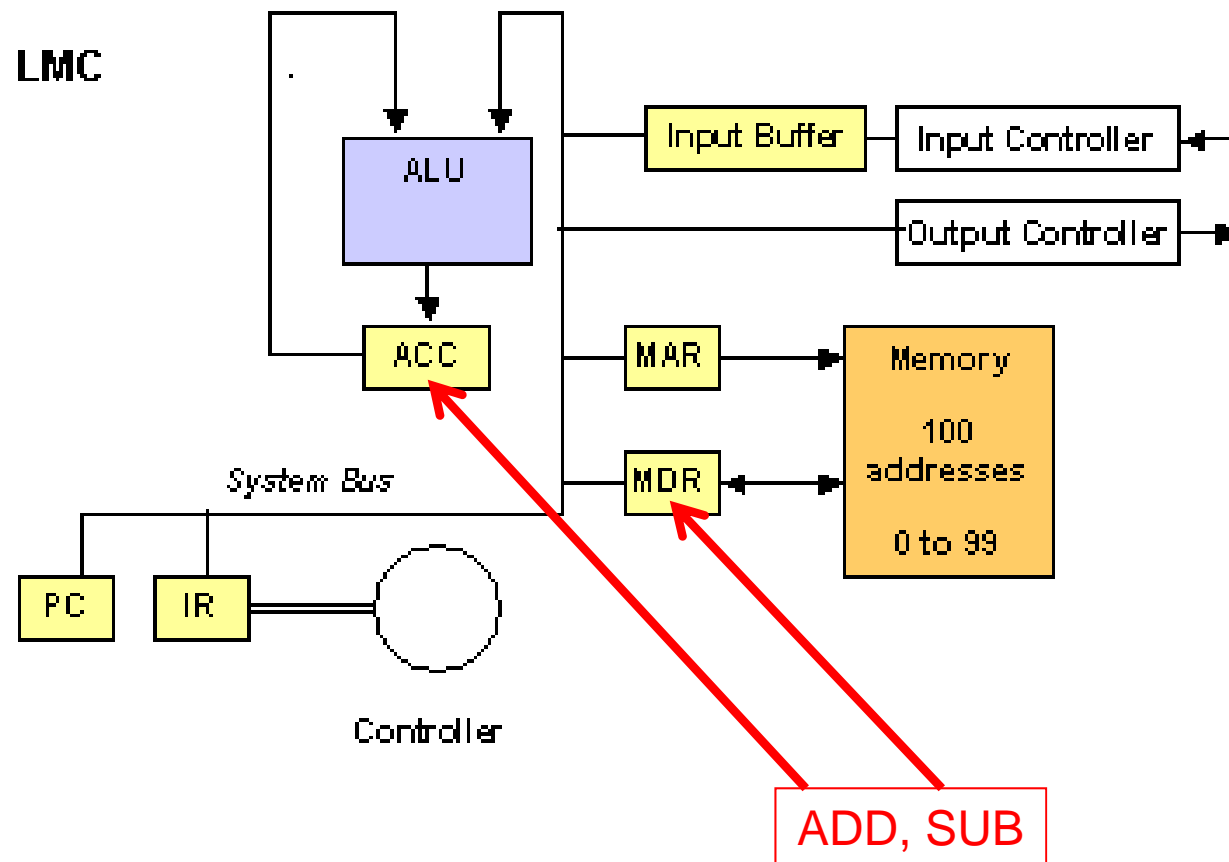 LMC
ALU
Input Buffer
Input Controller
Output Controller
ACC
MAR
Memory
100
addresses
0 to 99
MDR
System Bus
PC
IR
Controller
ADD, SUB